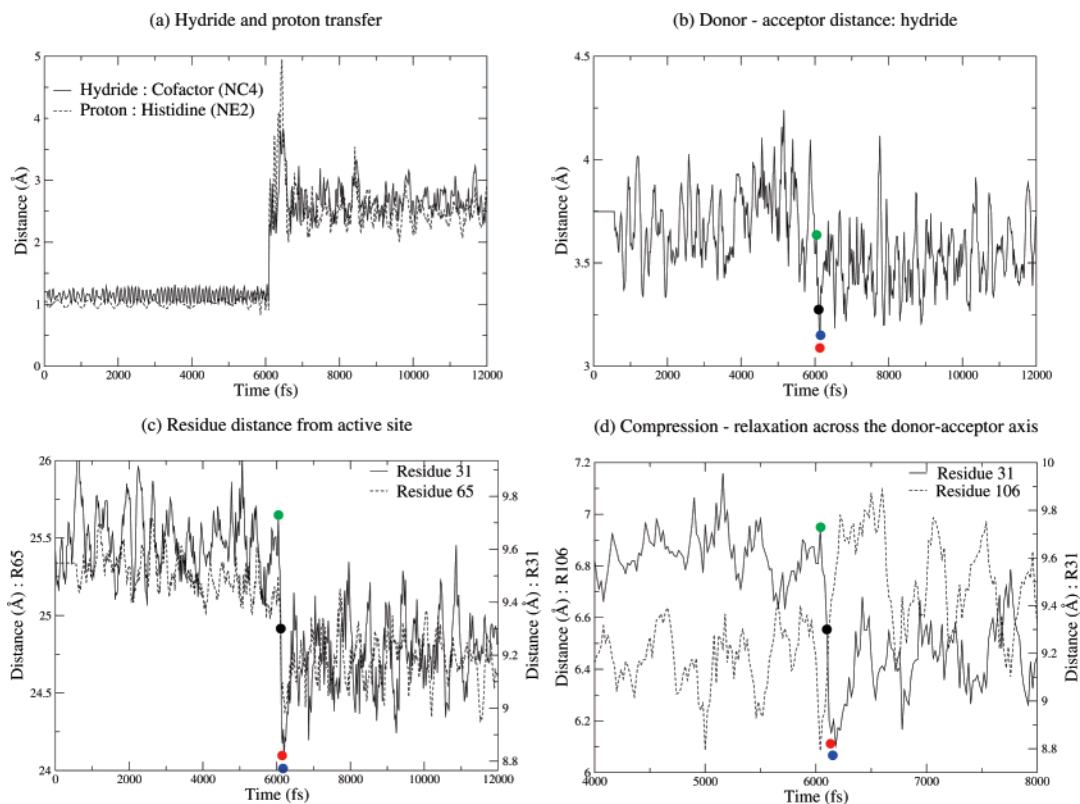 (a) Hydride and proton transfer
5
4
3
2
1
0
Distance (Å)
Hydride : Cofactor (NC4)
Proton : Histidine (NE2)
0 2000 4000 6000 8000 10000 12000
Time (fs)
(b) Donor - acceptor distance: hydride
4.5
4
3.5
3
Distance (Å)
0 2000 4000 6000 8000 10000 12000
Time (fs)
(c) Residue distance from active site
26
25.5
25
24.5
24
Distance (Å) : R65
Residue 31
Residue 65
9.8
9.6
9.4
9.2
9
8.8
Distance (Å) : R31
0 2000 4000 6000 8000 10000 12000
Time (fs)
(d) Compression - relaxation across the donor-acceptor axis
7.2
7
6.8
6.6
6.4
6.2
6
Distance (Å) : R106
Residue 31
Residue 106
10
9.8
9.6
9.4
9.2
9
8.8
Distance (Å) : R31
4000 5000 6000 7000 8000
Time (fs)